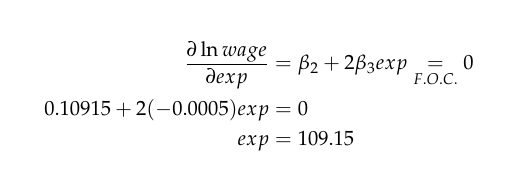 ∂ ln wage / ∂exp = β₂ + 2β₃exp = 0
F.O.C.
0.10915 + 2(−0.0005)exp = 0
exp = 109.15